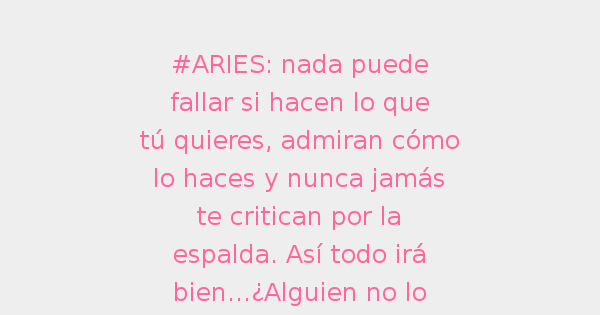 #ARIES: nada puede
fallar si hacen lo que
tú quieres, admiran cómo
lo haces y nunca jamás
te critican por la
espalda. Así todo irá
bien...¿Alguien no lo